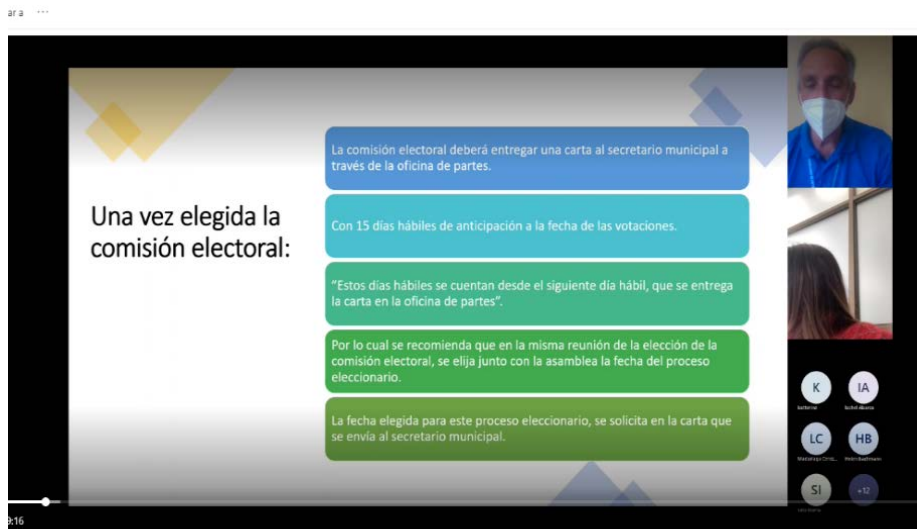 ar a ...
Una vez elegida la
comisión electoral:
La comisión electoral deberá entregar una carta al secretario municipal a
través de la oficina de partes.
Con 15 días hábiles de anticipación a la fecha de las votaciones.
"Estos días hábiles se cuentan desde el siguiente día hábil, que se entrega
la carta en la oficina de partes".
Por lo cual se recomienda que en la misma reunión de la elección de la
comisión electoral, se elija junto con la asamblea la fecha del proceso
eleccionario.
La fecha elegida para este proceso eleccionario, se solicita en la carta que
se envía al secretario municipal.
K
IA
LC
HB
SI
+12
9:16